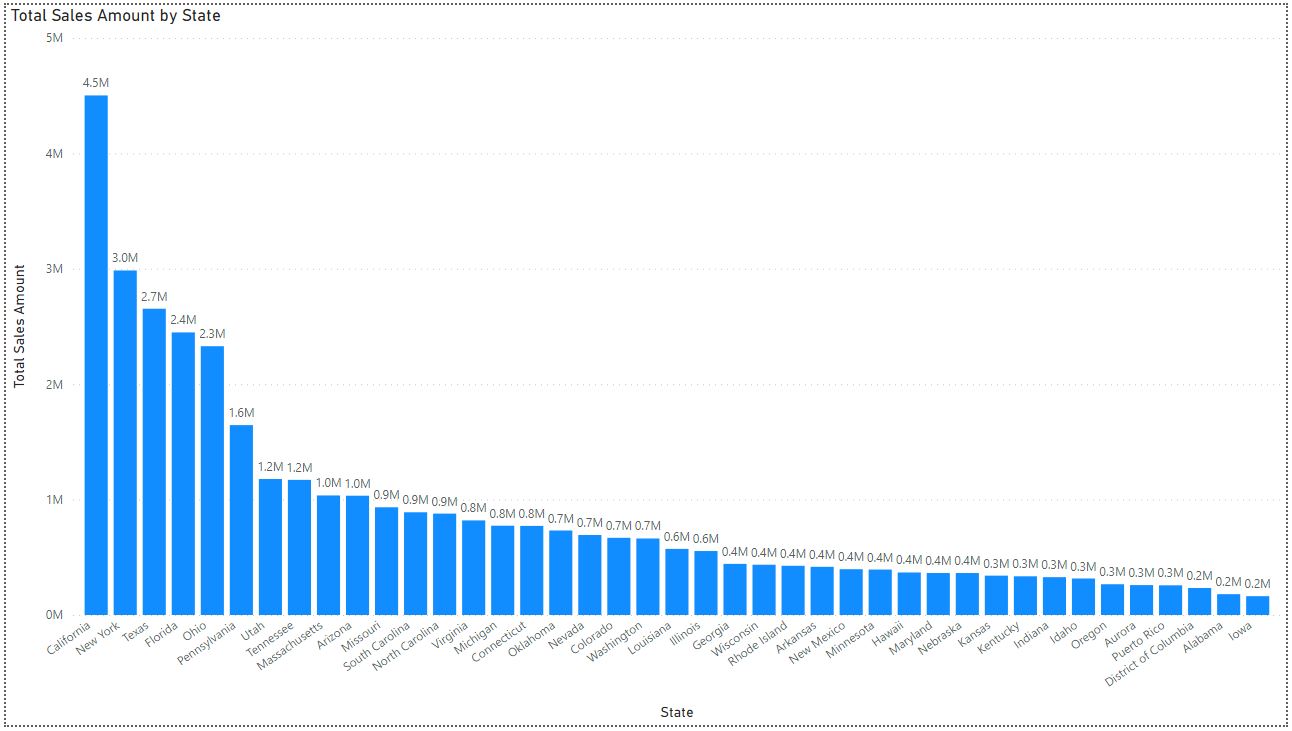 Total Sales Amount by State
5M
4M
3M
2M
1M
0M
Total Sales Amount
4.5M
3.0M
2.7M
2.4M
2.3M
1.6M
1.2M
1.2M
1.0M
1.0M
0.9M
0.9M
0.9M
0.8M
0.8M
0.8M
0.7M
0.7M
0.7M
0.7M
0.6M
0.6M
0.4M
0.4M
0.4M
0.4M
0.4M
0.4M
0.4M
0.4M
0.4M
0.3M
0.3M
0.3M
0.3M
0.3M
0.3M
0.3M
0.2M
0.2M
0.2M
California
New York
Texas
Florida
Ohio
Pennsylvania
Utah
Tennessee
Massachusetts
Arizona
Missouri
South Carolina
North Carolina
Virginia
Michigan
Connecticut
Oklahoma
Nevada
Colorado
Washington
Louisiana
Illinois
Georgia
Wisconsin
Rhode Island
Arkansas
New Mexico
Minnesota
Hawaii
Maryland
Nebraska
Kansas
Kentucky
Indiana
Idaho
Oregon
Aurora
Puerto Rico
District of Columbia
Alabama
Iowa
State